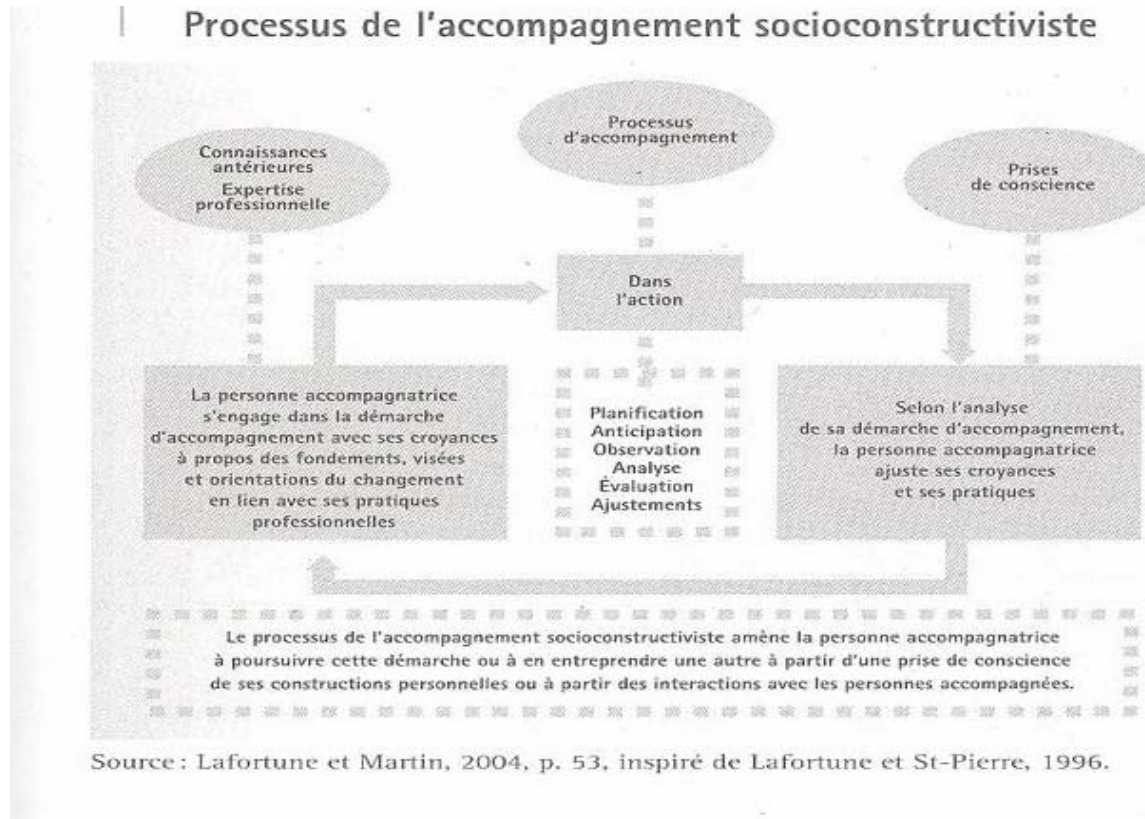 Processus de l'accompagnement socioconstructiviste
Connaissances
antérieures
Expertise
professionnelle
Processus
d'accompagnement
Prises
de conscience
Dans
l'action
La personne accompagnatrice
s'engage dans la démarche
d'accompagnement avec ses croyances
à propos des fondements, visées
et orientations du changement
en lien avec ses pratiques
professionnelles
Planification
Anticipation
Observation
Analyse
Évaluation
Ajustements
Selon l'analyse
de sa démarche d'accompagnement,
la personne accompagnatrice
ajuste ses croyances
et ses pratiques
Le processus de l'accompagnement socioconstructiviste amène la personne accompagnatrice
à poursuivre cette démarche ou à en entreprendre une autre à partir d'une prise de conscience
de ses constructions personnelles ou à partir des interactions avec les personnes accompagnées.
Source : Lafortune et Martin, 2004, p. 53, inspiré de Lafortune et St-Pierre, 1996.